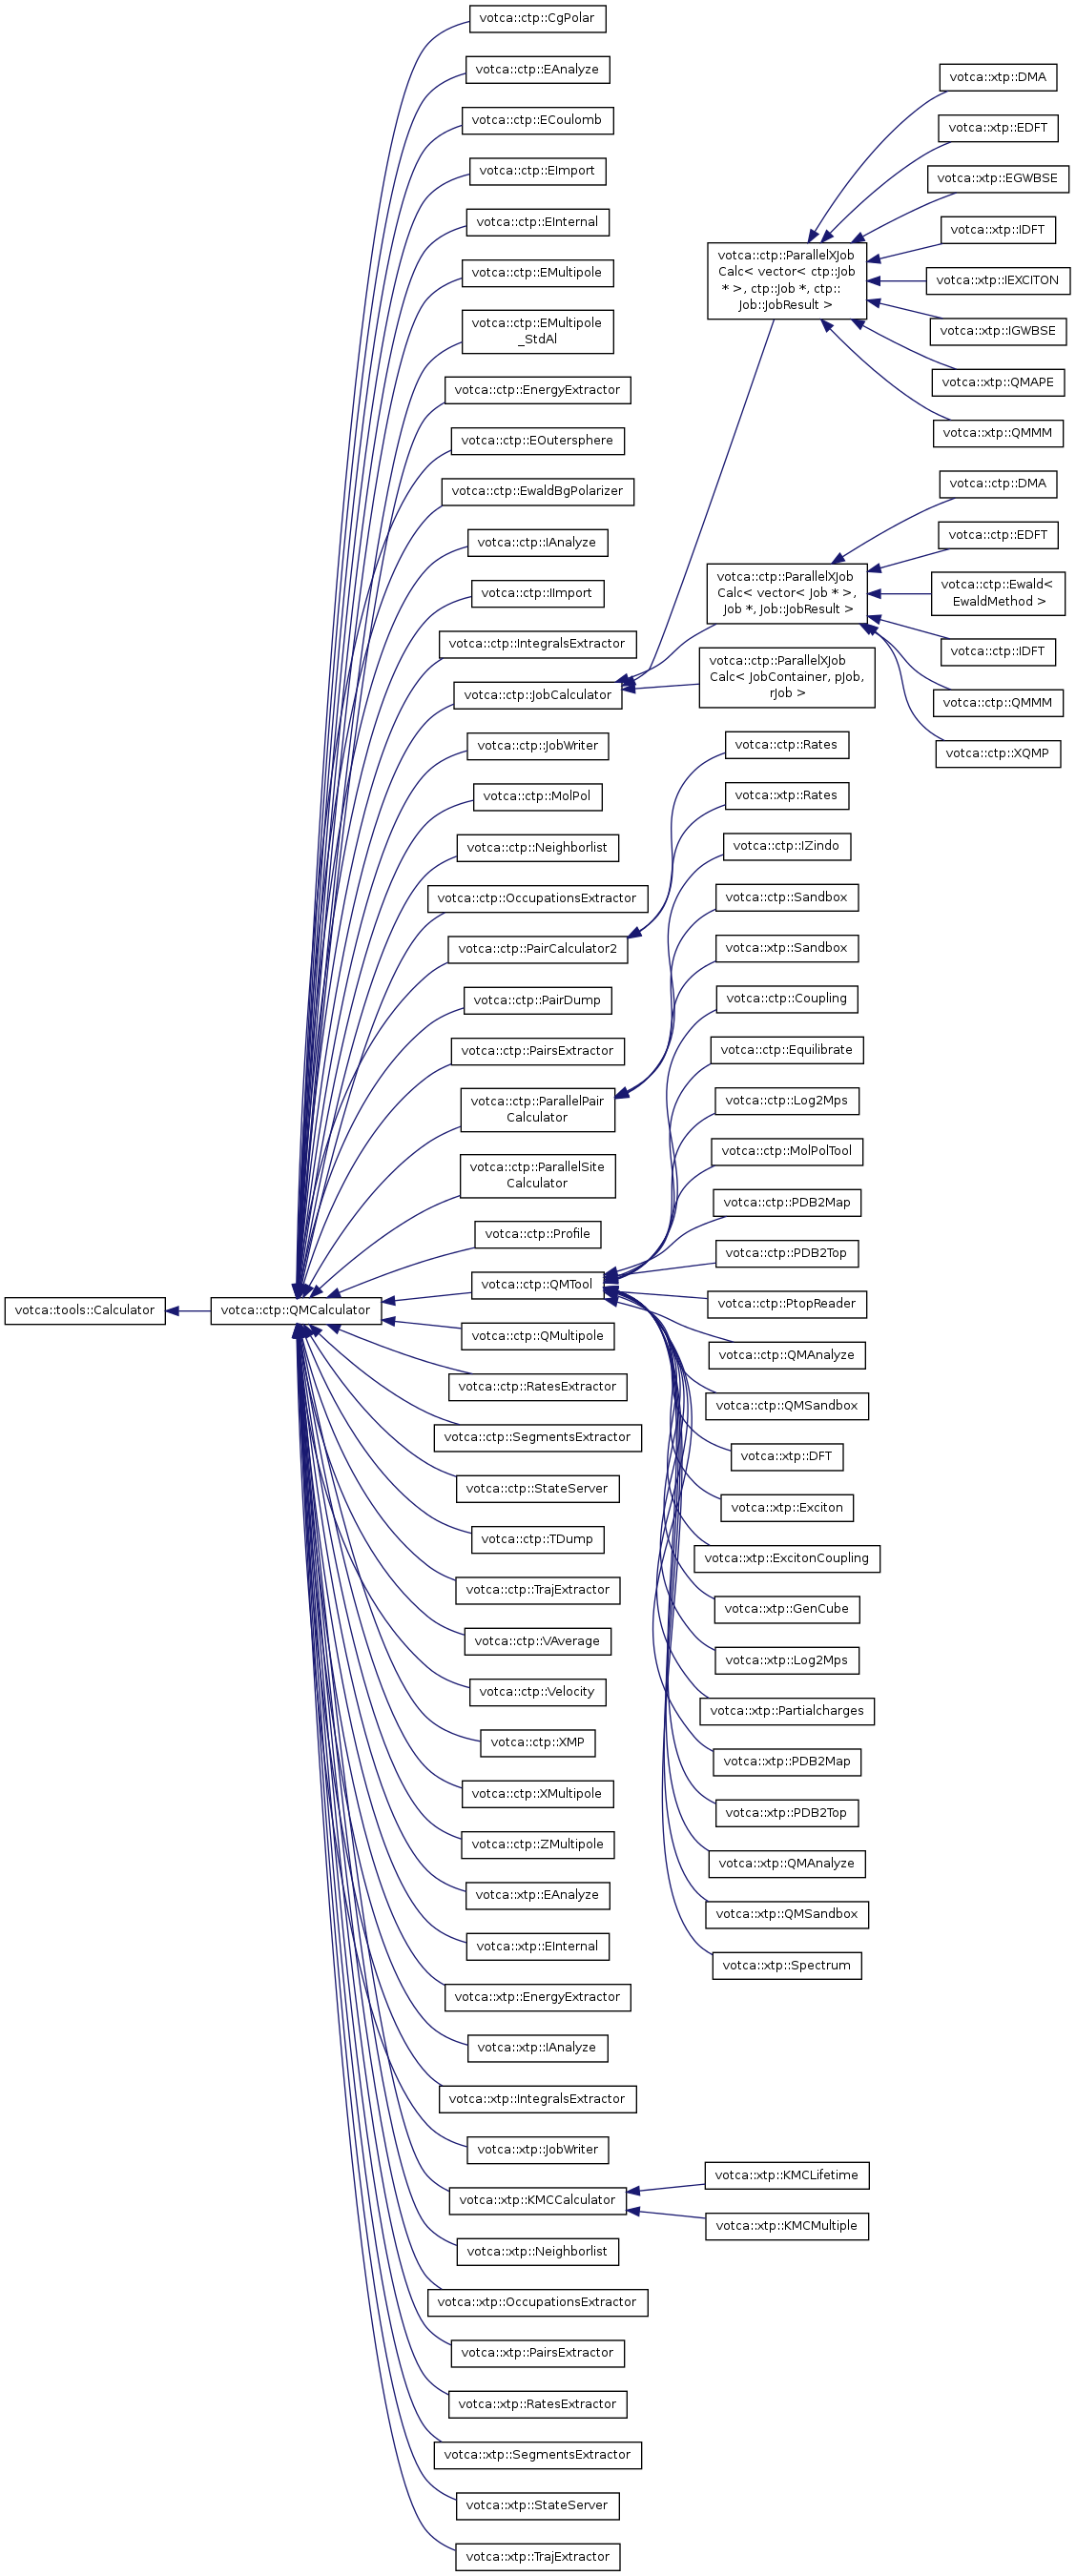 votca::tools::Calculator
votca::ctp::QMCalculator
votca::ctp::CgPolar
votca::ctp::EAnalyze
votca::ctp::ECoulomb
votca::ctp::EImport
votca::ctp::EInternal
votca::ctp::EMultipole
votca::ctp::EMultipole
_StdAl
votca::ctp::EnergyExtractor
votca::ctp::EOutersphere
votca::ctp::EwaldBgPolarizer
votca::ctp::IAnalyze
votca::ctp::IImport
votca::ctp::IntegralsExtractor
votca::ctp::JobCalculator
votca::ctp::JobWriter
votca::ctp::MolPol
votca::ctp::Neighborlist
votca::ctp::OccupationsExtractor
votca::ctp::PairCalculator2
votca::ctp::PairDump
votca::ctp::PairsExtractor
votca::ctp::ParallelPair
Calculator
votca::ctp::ParallelSite
Calculator
votca::ctp::Profile
votca::ctp::QMTool
votca::ctp::QMultipole
votca::ctp::RatesExtractor
votca::ctp::SegmentsExtractor
votca::ctp::StateServer
votca::ctp::TDump
votca::ctp::TrajExtractor
votca::ctp::VAverage
votca::ctp::Velocity
votca::ctp::XMP
votca::ctp::XMultipole
votca::ctp::ZMultipole
votca::xtp::EAnalyze
votca::xtp::EInternal
votca::xtp::EnergyExtractor
votca::xtp::IAnalyze
votca::xtp::IntegralsExtractor
votca::xtp::JobWriter
votca::xtp::KMCCalculator
votca::xtp::Neighborlist
votca::xtp::OccupationsExtractor
votca::xtp::PairsExtractor
votca::xtp::RatesExtractor
votca::xtp::SegmentsExtractor
votca::xtp::StateServer
votca::xtp::TrajExtractor
votca::ctp::ParallelXJob
Calc< vector< ctp::Job
* >, ctp::Job *, ctp::
Job::JobResult >
votca::ctp::ParallelXJob
Calc< vector< Job * >,
Job *, Job::JobResult >
votca::ctp::ParallelXJob
Calc< JobContainer, pJob,
rJob >
votca::ctp::Rates
votca::xtp::Rates
votca::ctp::IZindo
votca::ctp::Sandbox
votca::xtp::Sandbox
votca::ctp::Coupling
votca::ctp::Equilibrate
votca::ctp::Log2Mps
votca::ctp::MolPolTool
votca::ctp::PDB2Map
votca::ctp::PDB2Top
votca::ctp::PtopReader
votca::ctp::QMAnalyze
votca::ctp::QMSandbox
votca::xtp::DFT
votca::xtp::Exciton
votca::xtp::ExcitonCoupling
votca::xtp::GenCube
votca::xtp::Log2Mps
votca::xtp::Partialcharges
votca::xtp::PDB2Map
votca::xtp::PDB2Top
votca::xtp::QMAnalyze
votca::xtp::QMSandbox
votca::xtp::Spectrum
votca::xtp::KMCLifetime
votca::xtp::KMCMultiple
votca::xtp::DMA
votca::xtp::EDFT
votca::xtp::EGWBSE
votca::xtp::IDFT
votca::xtp::IEXCITON
votca::xtp::IGWBSE
votca::xtp::QMAPE
votca::xtp::QMMM
votca::ctp::DMA
votca::ctp::EDFT
votca::ctp::Ewald<
EwaldMethod >
votca::ctp::IDFT
votca::ctp::QMMM
votca::ctp::XQMP